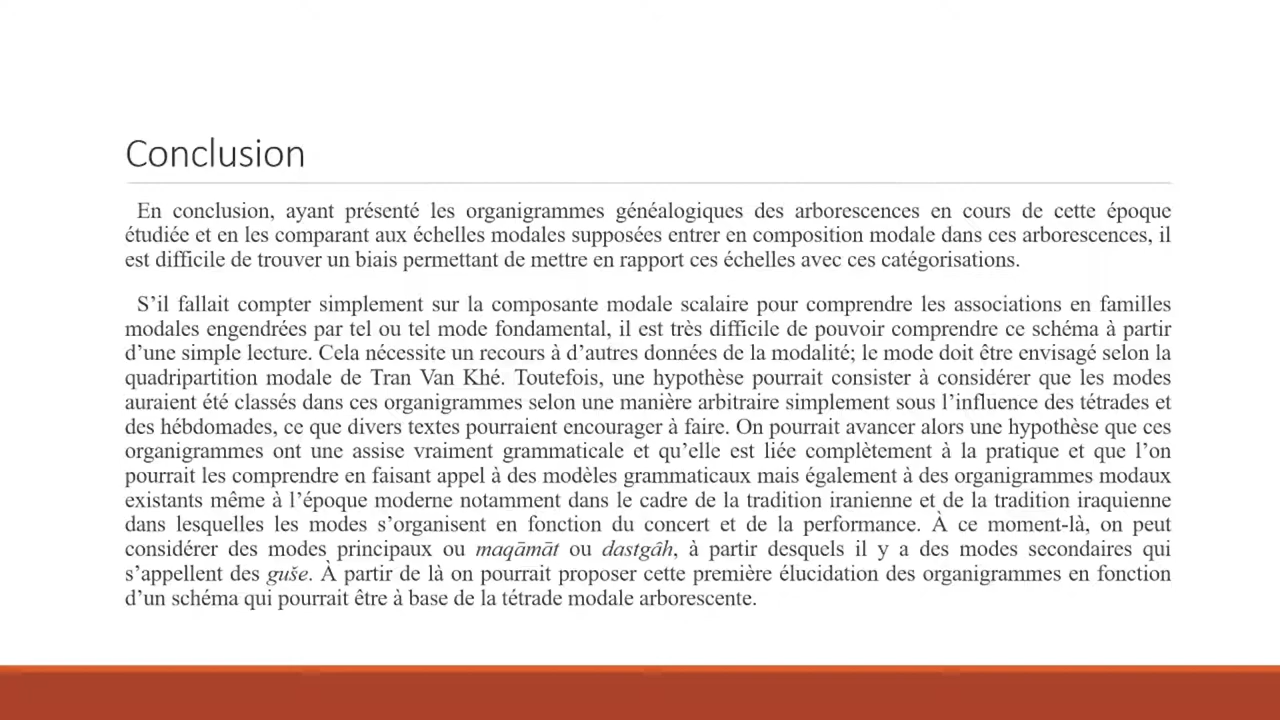 Conclusion
En conclusion, ayant présenté les organigrammes généalogiques des arborescences en cours de cette époque
étudiée et en les comparant aux échelles modales supposées entrer en composition modale dans ces arborescences, il
est difficile de trouver un biais permettant de mettre en rapport ces échelles avec ces catégorisations.
S’il fallait compter simplement sur la composante modale scalaire pour comprendre les associations en familles
modales engendrées par tel ou tel mode fondamental, il est très difficile de pouvoir comprendre ce schéma à partir
d’une simple lecture. Cela nécessite un recours à d’autres données de la modalité; le mode doit être envisagé selon la
quadripartition modale de Tran Van Khé. Toutefois, une hypothèse pourrait consister à considérer que les modes
auraient été classés dans ces organigrammes selon une manière arbitraire simplement sous l’influence des tétrades et
des hébdomades, ce que divers textes pourraient encourager à faire. On pourrait avancer alors une hypothèse que ces
organigrammes ont une assise vraiment grammaticale et qu’elle est liée complètement à la pratique et que l’on
pourrait les comprendre en faisant appel à des modèles grammaticaux mais également à des organigrammes modaux
existants même à l’époque moderne notamment dans le cadre de la tradition iranienne et de la tradition iraquienne
dans lesquelles les modes s’organisent en fonction du concert et de la performance. À ce moment-là, on peut
considérer des modes principaux ou maqāmāt ou dastgâh, à partir desquels il y a des modes secondaires qui
s’appellent des guše. À partir de là on pourrait proposer cette première élucidation des organigrammes en fonction
d’un schéma qui pourrait être à base de la tétrade modale arborescente.